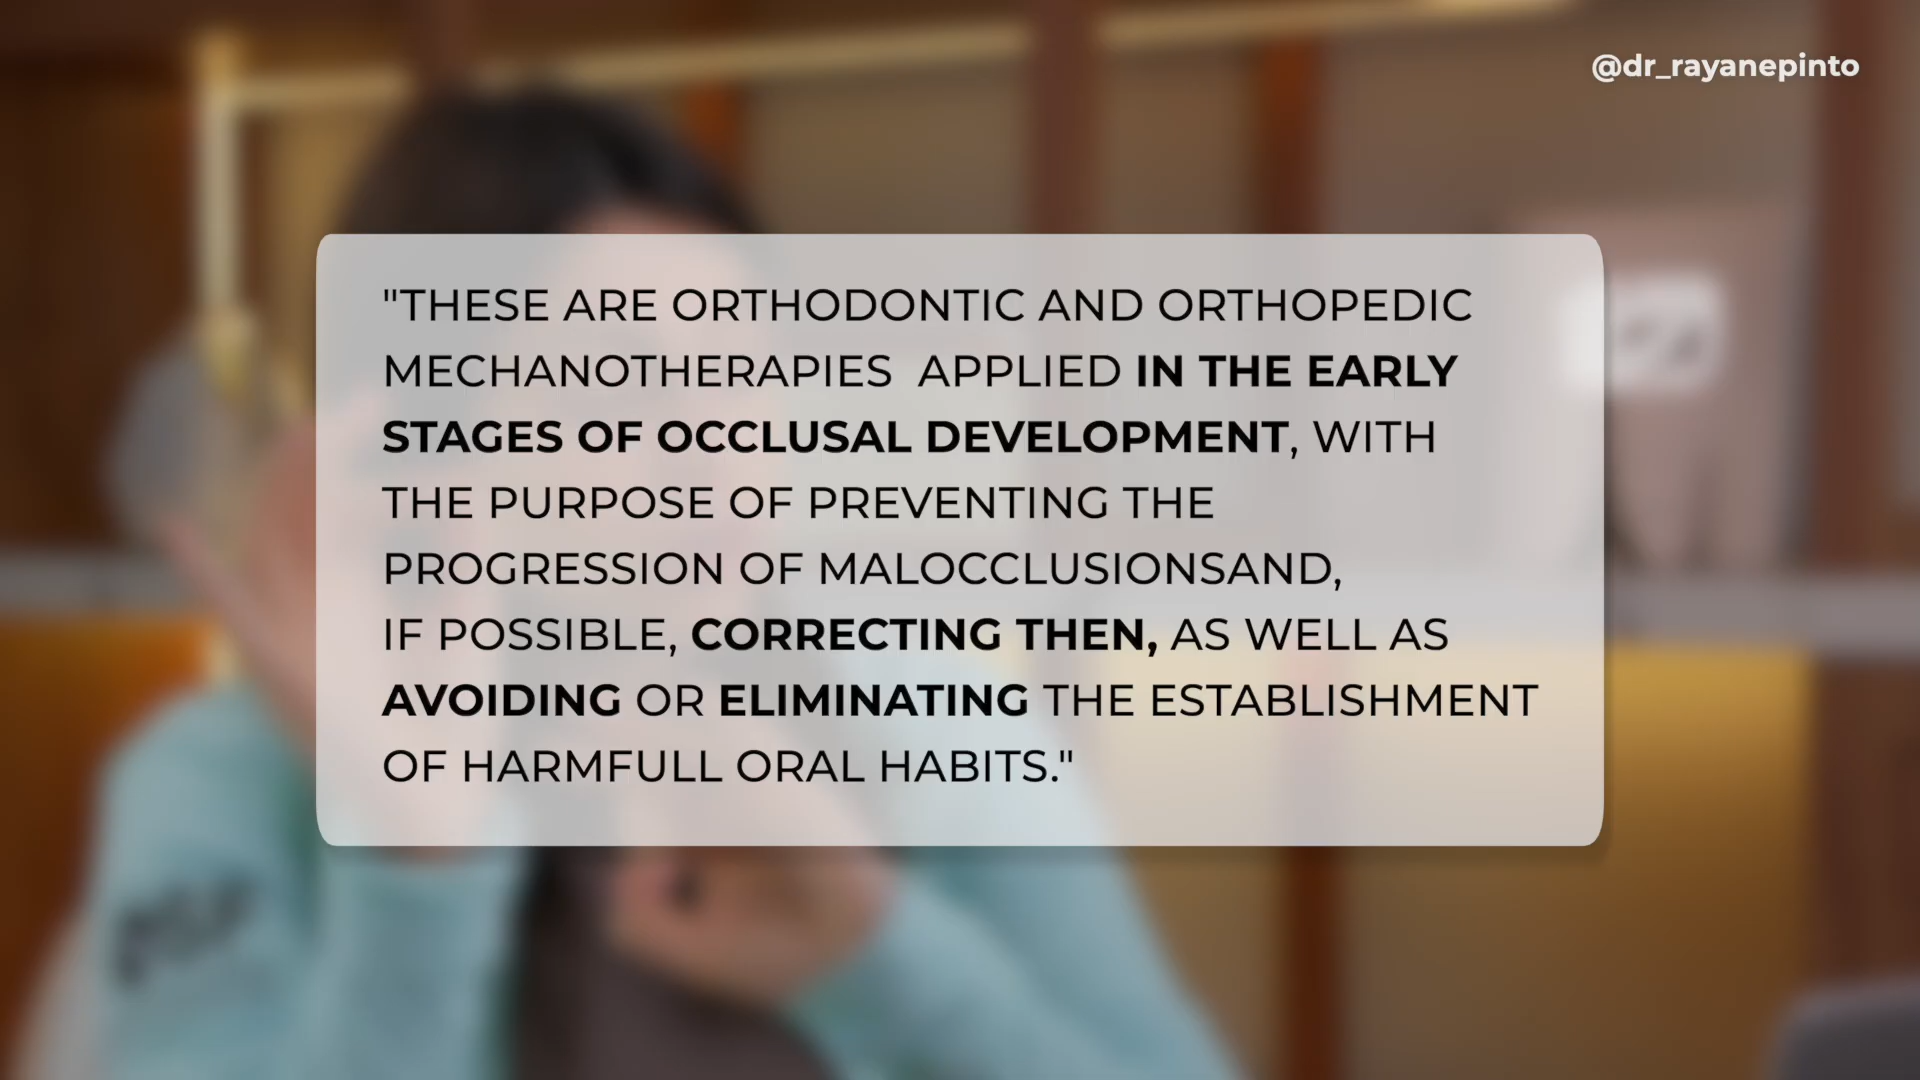 @dr_rayanepinto
"THESE ARE ORTHODONTIC AND ORTHOPEDIC
MECHANOTHERAPIES  APPLIED IN THE EARLY
STAGES OF OCCLUSAL DEVELOPMENT, WITH
THE PURPOSE OF PREVENTING THE
PROGRESSION OF MALOCCLUSIONSAND,
IF POSSIBLE, CORRECTING THEN, AS WELL AS
AVOIDING OR ELIMINATING THE ESTABLISHMENT
OF HARMFULL ORAL HABITS."